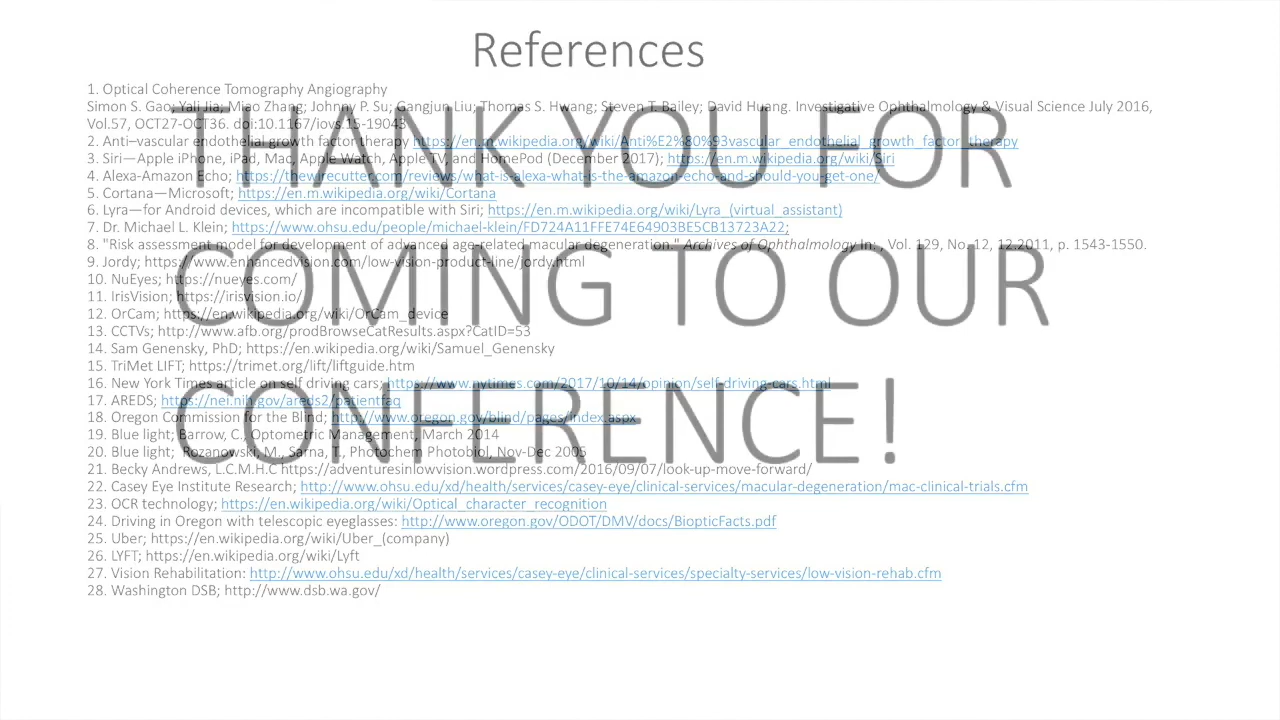 References
1. Optical Coherence Tomography Angiography
Simon S. Gao; Yali Jia; Miao Zhang; Johnny P. Su; Gangjun Liu; Thomas S. Hwang; Steven T. Bailey; David Huang. Investigative Ophthalmology & Visual Science July 2016,
Vol.57, OCT27-OCT36. doi:10.1167/iovs.15-19043
2. Anti–vascular endothelial growth factor therapy https://en.m.wikipedia.org/wiki/Anti%E2%80%93vascular_endothelial_growth_factor_therapy
3. Siri—Apple iPhone, iPad, Mac, Apple Watch, Apple TV, and HomePod (December 2017); https://en.m.wikipedia.org/wiki/Siri
4. Alexa-Amazon Echo; https://thewirecutter.com/reviews/what-is-alexa-what-is-the-amazon-echo-and-should-you-get-one/
5. Cortana—Microsoft; https://en.m.wikipedia.org/wiki/Cortana
6. Lyra—for Android devices, which are incompatible with Siri; https://en.m.wikipedia.org/wiki/Lyra_(virtual_assistant)
7. Dr. Michael L. Klein; https://www.ohsu.edu/people/michael-klein/FD724A11FFE74E64903BE5CB13723A22;
8. "Risk assessment model for development of advanced age-related macular degeneration." Archives of Ophthalmology In:, Vol. 129, No. 12, 12.2011, p. 1543-1550.
9. Jordy; https://www.enhancedvision.com/low-vision-product-line/jordy.html
10. NuEyes; https://nueyes.com/
11. IrisVision; https://irisvision.io/
12. OrCam; https://en.wikipedia.org/wiki/OrCam_device
13. CCTVs; http://www.afb.org/prodBrowseCatResults.aspx?CatID=53
14. Sam Genensky, PhD; https://en.wikipedia.org/wiki/Samuel_Genensky
15. TriMet LIFT; https://trimet.org/lift/liftguide.htm
16. New York Times article on self driving cars; https://www.nytimes.com/2017/10/14/opinion/self-driving-cars.html
17. AREDS; https://nei.nih.gov/areds2/patientfaq
18. Oregon Commission for the Blind; http://www.oregon.gov/blind/pages/index.aspx
19. Blue light; Barrow, C. Optometric Management, March 2014
20. Blue light; Rozanowski, M., Sarna, T., Photochem Photobiol, Nov-Dec 2005
21. Becky Andrews, L.C.M.H.C https://adventuresinlowvision.wordpress.com/2016/09/07/look-up-move-forward/
22. Casey Eye Institute Research; http://www.ohsu.edu/xd/health/services/casey-eye/clinical-services/macular-degeneration/mac-clinical-trials.cfm
23. OCR technology; https://en.wikipedia.org/wiki/Optical_character_recognition
24. Driving in Oregon with telescopic eyeglasses: http://www.oregon.gov/ODOT/DMV/docs/BiopticFacts.pdf
25. Uber; https://en.wikipedia.org/wiki/Uber_(company)
26. LYFT; https://en.wikipedia.org/wiki/Lyft
27. Vision Rehabilitation: http://www.ohsu.edu/xd/health/services/casey-eye/clinical-services/specialty-services/low-vision-rehab.cfm
28. Washington DSB; http://www.dsb.wa.gov/
THANK YOU FOR
COMING TO OUR
CONFERENCE!